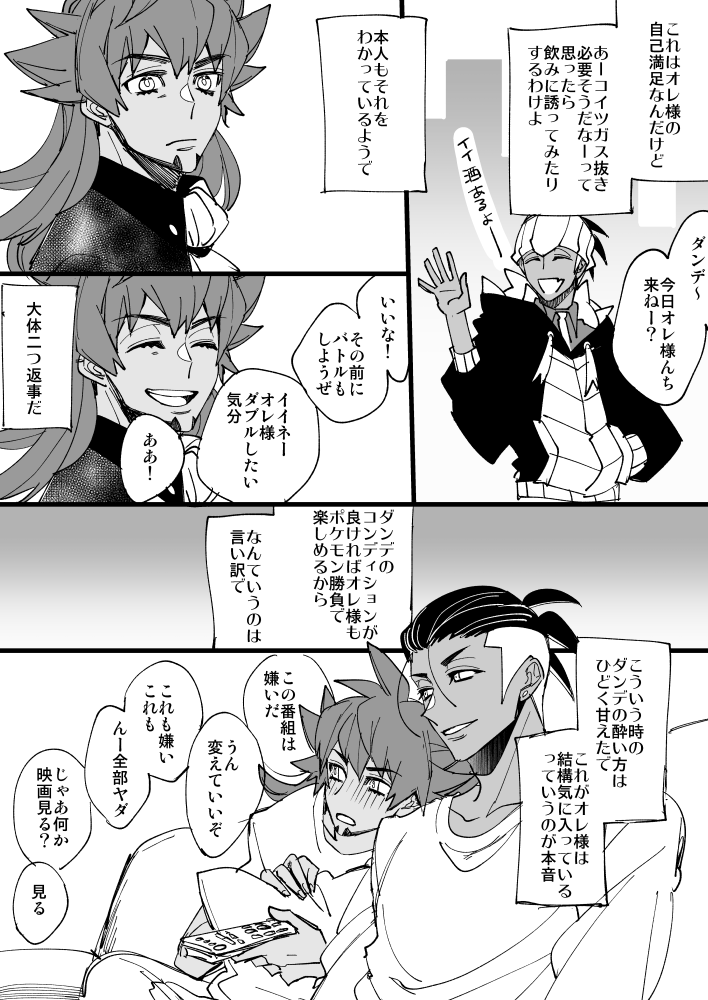 これはオレ様の
自己満足なんだけど
あーコイツガス抜き
必要そうだなーって
思ったら
飲みに誘ってみたり
するわけよ
イイ酒あるよー
ダンデ〜
今日オレ様んち
来ねー?
本人もそれを
わかっているようで
いいな!
その前に
バトルも
しようぜ
イイネー
オレ様
ダブルしたい
気分
ああ!
大体二つ返事だ
ダンデの
コンディションが
良ければオレ様も
ポケモン勝負で
楽しめるから
なんていうのは
言い訳で
こういう時の
ダンデの酔い方は
ひどく甘えたで
これがオレ様は
結構気に入っている
っていうのが本音
この番組は
嫌いだ
うん
変えていいぞ
これも嫌い
これも
んー全部ヤダ
じゃあ何か
映画見る?
見る